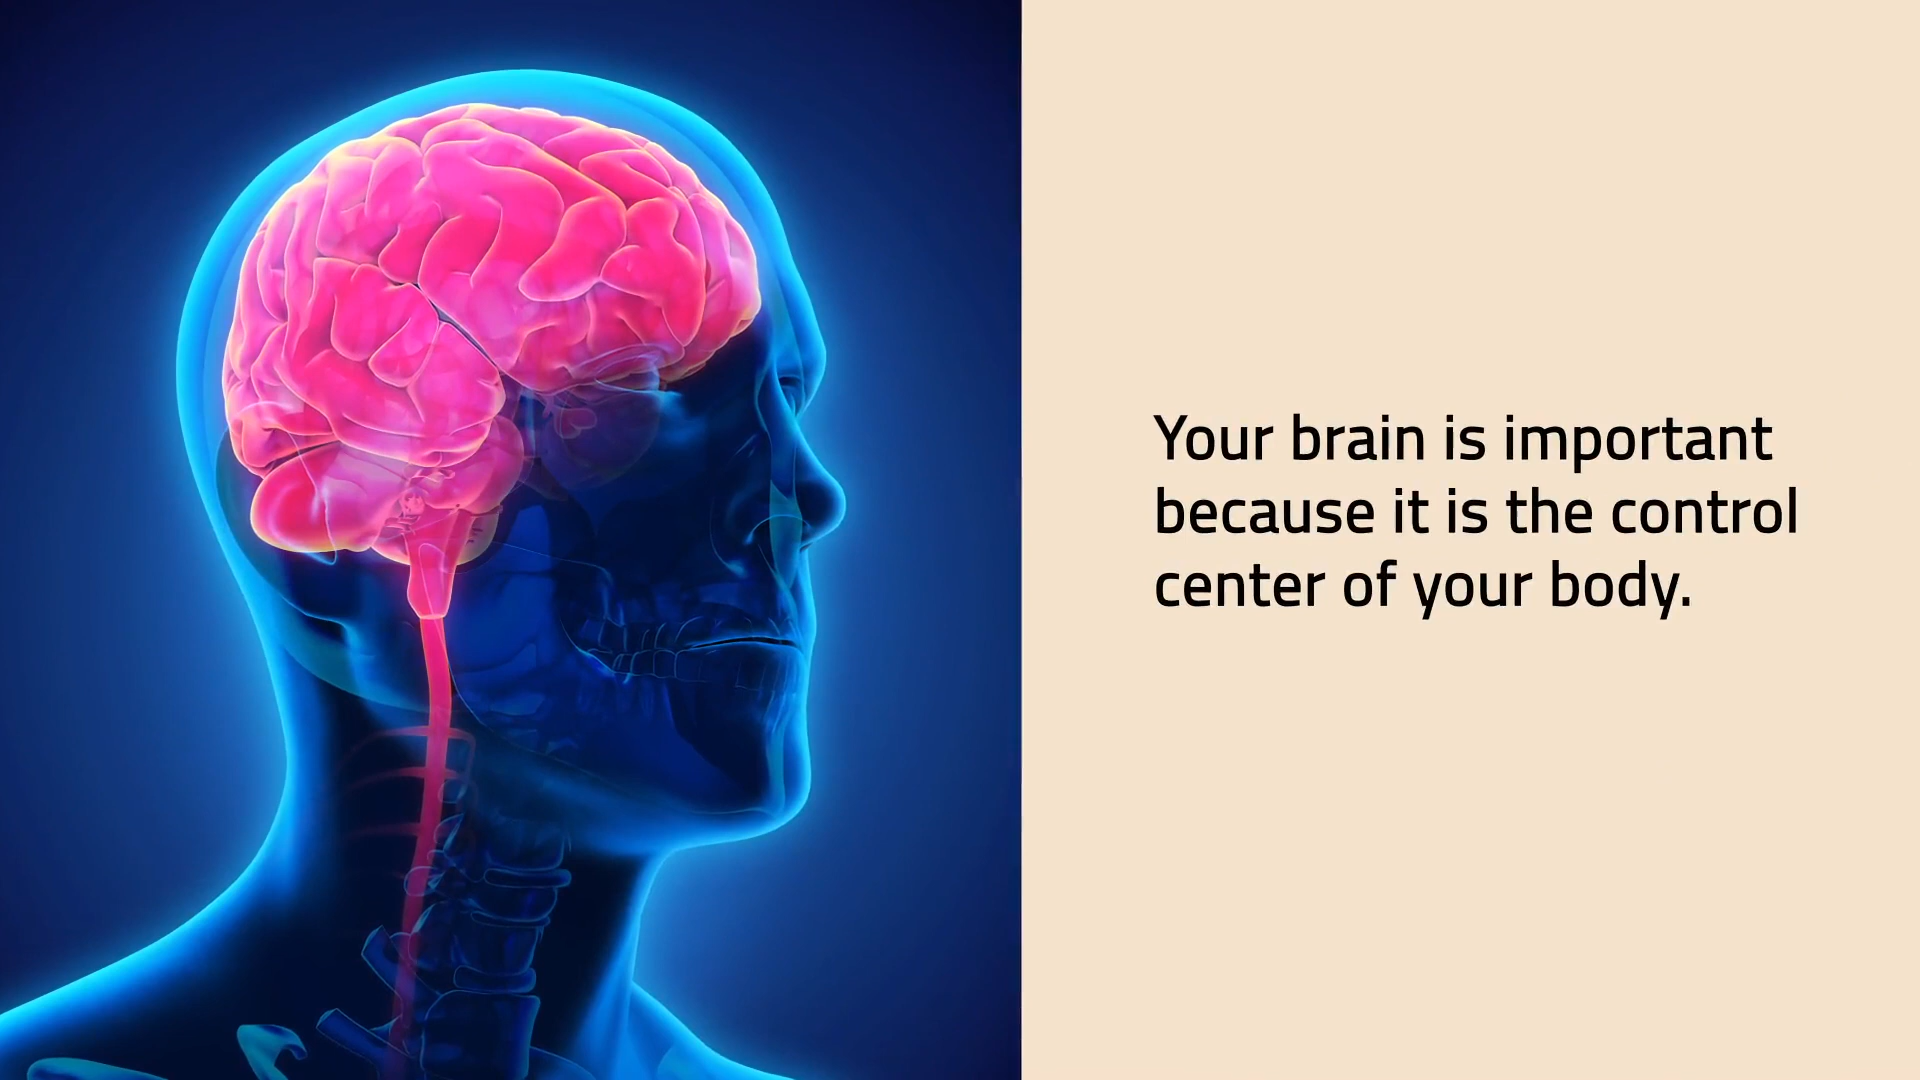 Your brain is important
because it is the control
center of your body.